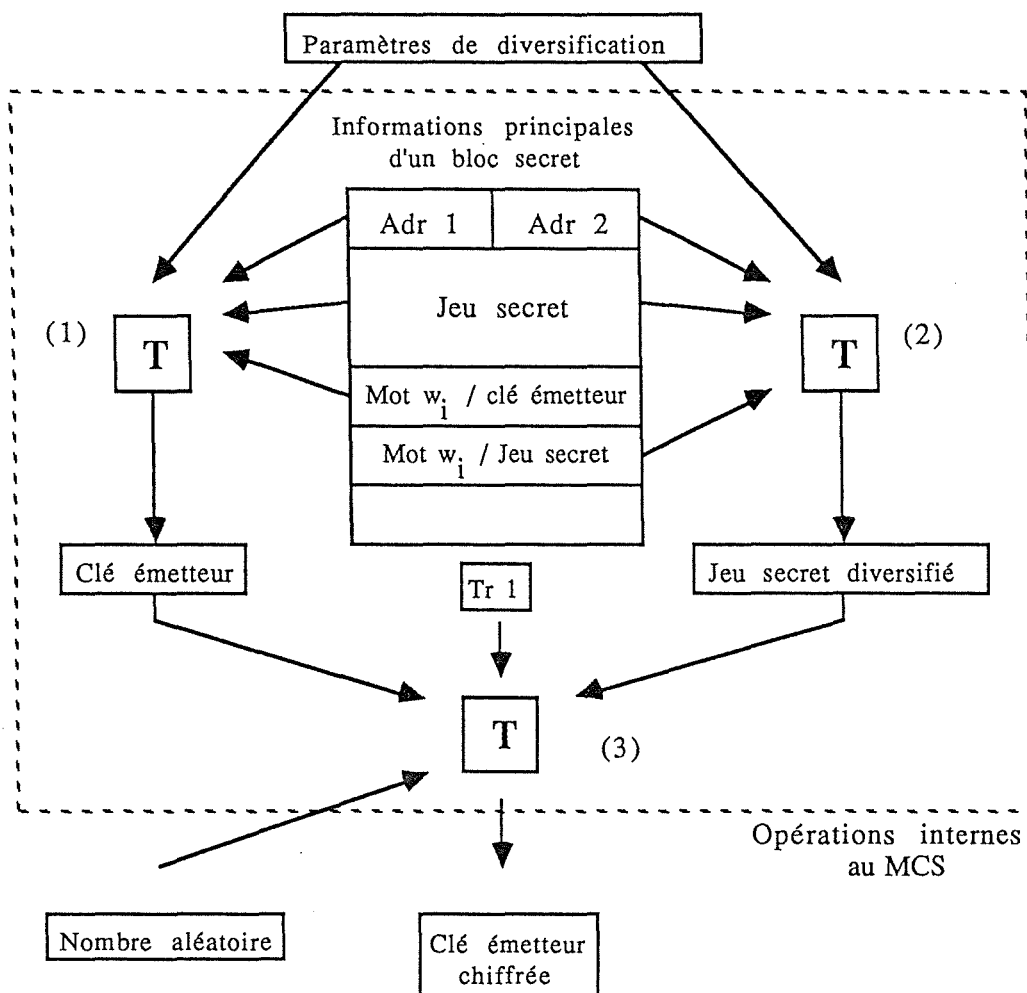 Paramètres de diversification
Informations principales
d'un bloc secret
Adr 1 Adr 2
Jeu secret
(1) T
T (2)
Mot wi / clé émetteur
Mot wi / Jeu secret
Clé émetteur
Tr 1
Jeu secret diversifié
T (3)
Opérations internes
au MCS
Nombre aléatoire
Clé émetteur
chiffrée